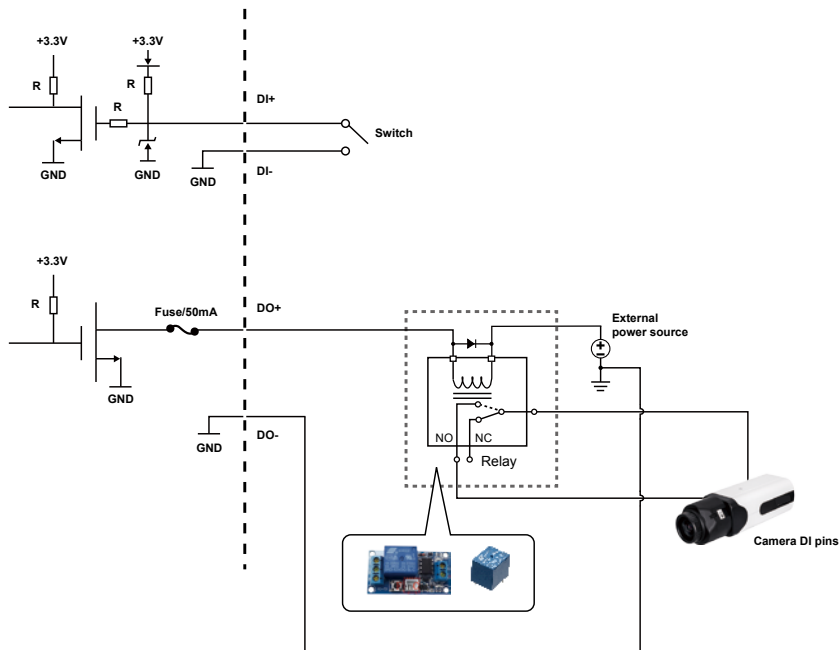 +3.3V
+3.3V
R
R
R
DI+
Switch
GND
GND
GND
DI-
+3.3V
R
Fuse/50mA
DO+
External
power source
GND
GND
DO-
NO
NC
Relay
Camera DI pins